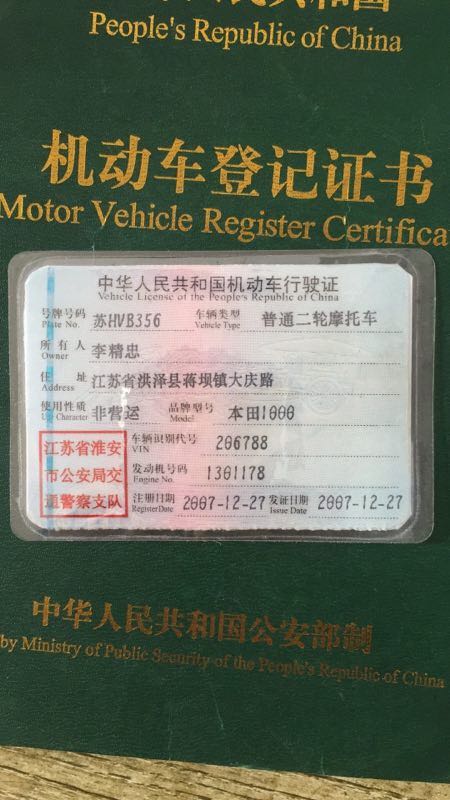 People's Republic of China
机动车登记证书
Motor Vehicle Register Certifica
中华人民共和国机动车行驶证
Vehicle License of the People's Republic of China
号牌号码 苏HVB356 车辆类型 普通二轮摩托车
Plate No. Vehicle Type
所有人 李精忠
Owner
住址 江苏省洪泽县蒋坝镇大庆路
Address
使用性质 非营运 品牌型号 本田1000
Use Character Model
江苏省淮安 车辆识别代号 206788
VIN
市公安局交 发动机号码 1301178
Engine No.
通警察支队 注册日期 2007-12-27 发证日期 2007-12-27
Register Date Issue Date
中华人民共和国公安部制
by Ministry of Public Security of the People's Republic of China